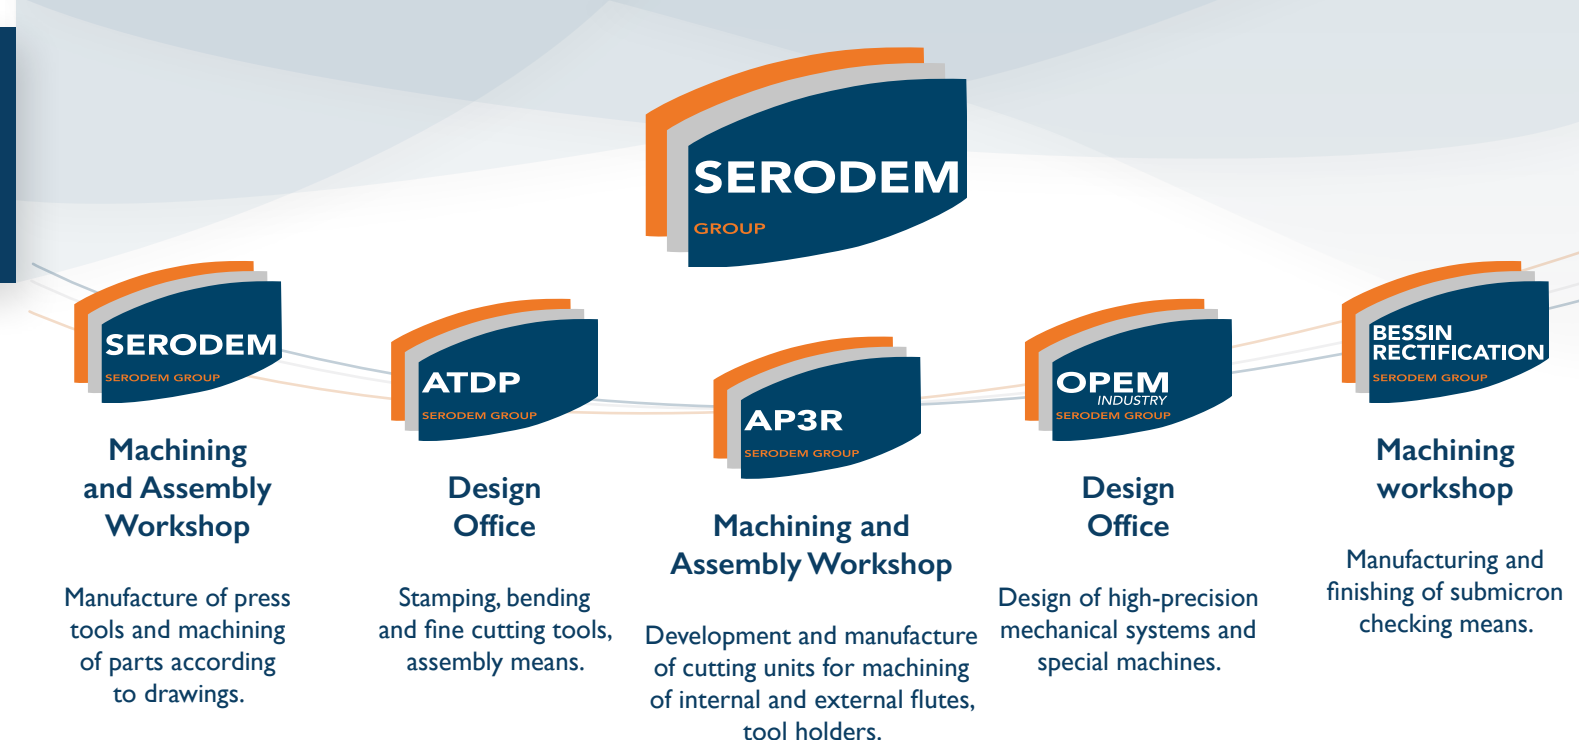 SERODEM
GROUP
SERODEM
SERODEM GROUP
Machining
and Assembly
Workshop
Manufacture of press
tools and machining
of parts according
to drawings.
ATDP
SERODEM GROUP
Design
Office
Stamping, bending
and fine cutting tools,
assembly means.
AP3R
SERODEM GROUP
Machining and
Assembly Workshop
Development and manufacture
of cutting units for machining
of internal and external flutes,
tool holders.
OPEM
INDUSTRY
SERODEM GROUP
Design
Office
Design of high-precision
mechanical systems and
special machines.
BESSIN
RECTIFICATION
SERODEM GROUP
Machining
workshop
Manufacturing and
finishing of submicron
checking means.